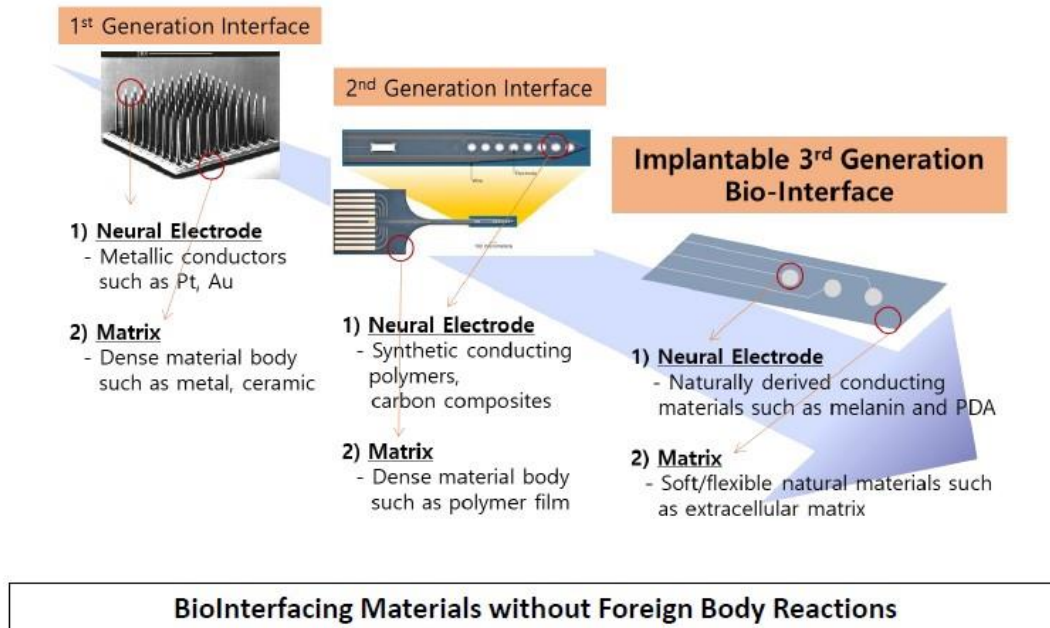 1st Generation Interface
2nd Generation Interface
Implantable 3rd Generation
Bio-Interface
1) Neural Electrode
- Metallic conductors
such as Pt, Au
2) Matrix
- Dense material body
such as metal, ceramic
1) Neural Electrode
- Synthetic conducting
polymers,
carbon composites
2) Matrix
- Dense material body
such as polymer film
1) Neural Electrode
- Naturally derived conducting
materials such as melanin and PDA
2) Matrix
- Soft/flexible natural materials such
as extracellular matrix
BioInterfacing Materials without Foreign Body Reactions